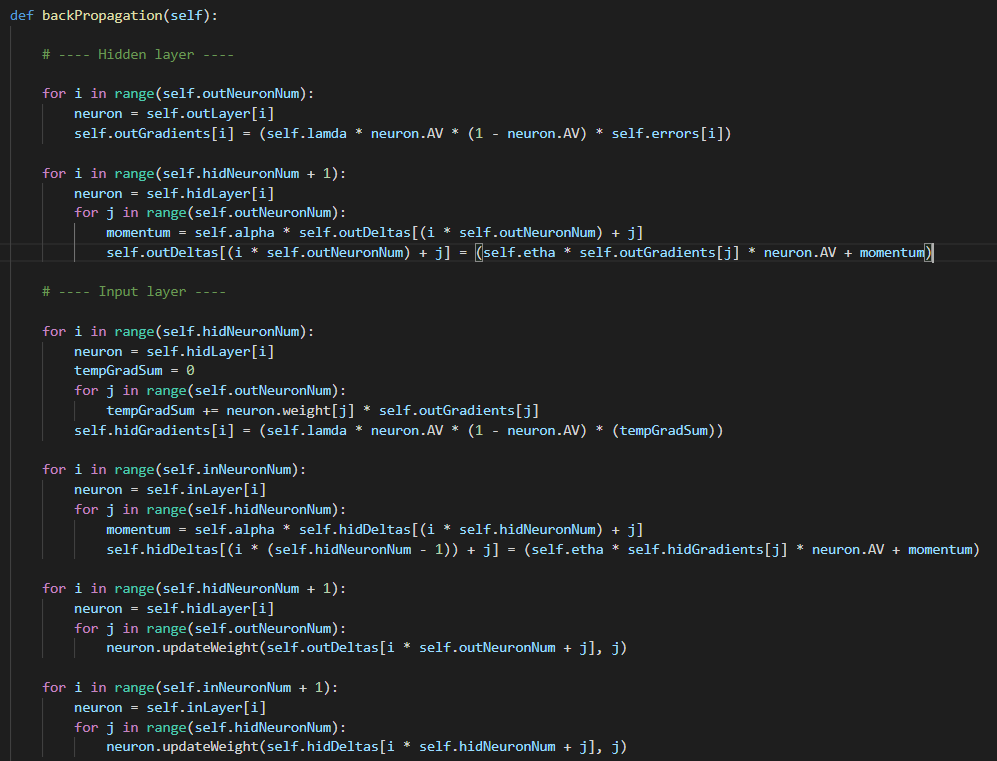 def backPropagation(self):
# ---- Hidden layer ----
for i in range(self.outNeuronNum):
neuron = self.outLayer[i]
self.outGradients[i] = (self.lamda * neuron.AV * (1 - neuron.AV) * self.errors[i])
for i in range(self.hidNeuronNum + 1):
neuron = self.hidLayer[i]
for j in range(self.outNeuronNum):
momentum = self.alpha * self.outDeltas[(i * self.outNeuronNum) + j]
self.outDeltas[(i * self.outNeuronNum) + j] = (self.etha * self.outGradients[j] * neuron.AV + momentum)
# ---- Input layer ----
for i in range(self.hidNeuronNum):
neuron = self.hidLayer[i]
tempGradSum = 0
for j in range(self.outNeuronNum):
tempGradSum += neuron.weight[j] * self.outGradients[j]
self.hidGradients[i] = (self.lamda * neuron.AV * (1 - neuron.AV) * (tempGradSum))
for i in range(self.inNeuronNum):
neuron = self.inLayer[i]
for j in range(self.hidNeuronNum):
momentum = self.alpha * self.hidDeltas[(i * self.hidNeuronNum) + j]
self.hidDeltas[(i * (self.hidNeuronNum - 1)) + j] = (self.etha * self.hidGradients[j] * neuron.AV + momentum)
for i in range(self.hidNeuronNum + 1):
neuron = self.hidLayer[i]
for j in range(self.outNeuronNum):
neuron.updateWeight(self.outDeltas[i * self.outNeuronNum + j], j)
for i in range(self.inNeuronNum + 1):
neuron = self.inLayer[i]
for j in range(self.hidNeuronNum):
neuron.updateWeight(self.hidDeltas[i * self.hidNeuronNum + j], j)